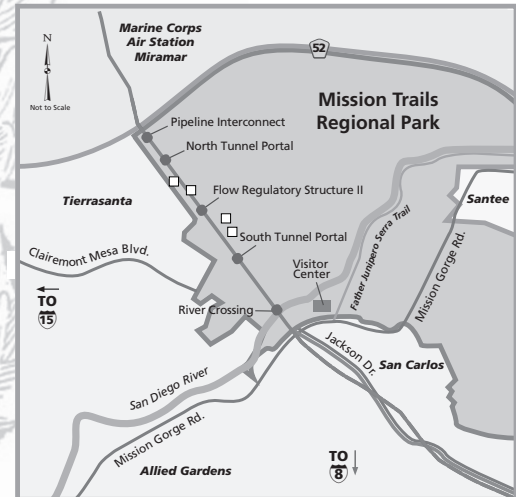 Marine Corps
Air Station
Miramar
52
N
Not to Scale
Mission Trails
Regional Park
Pipeline Interconnect
North Tunnel Portal
Tierrasanta
Flow Regulatory Structure II
Santee
Father Junipero Serra Trail
Mission Gorge Rd.
South Tunnel Portal
Clairemont Mesa Blvd.
Visitor
Center
TO
15
River Crossing
Jackson Dr.
San Carlos
San Diego River
Mission Gorge Rd.
Allied Gardens
TO
8